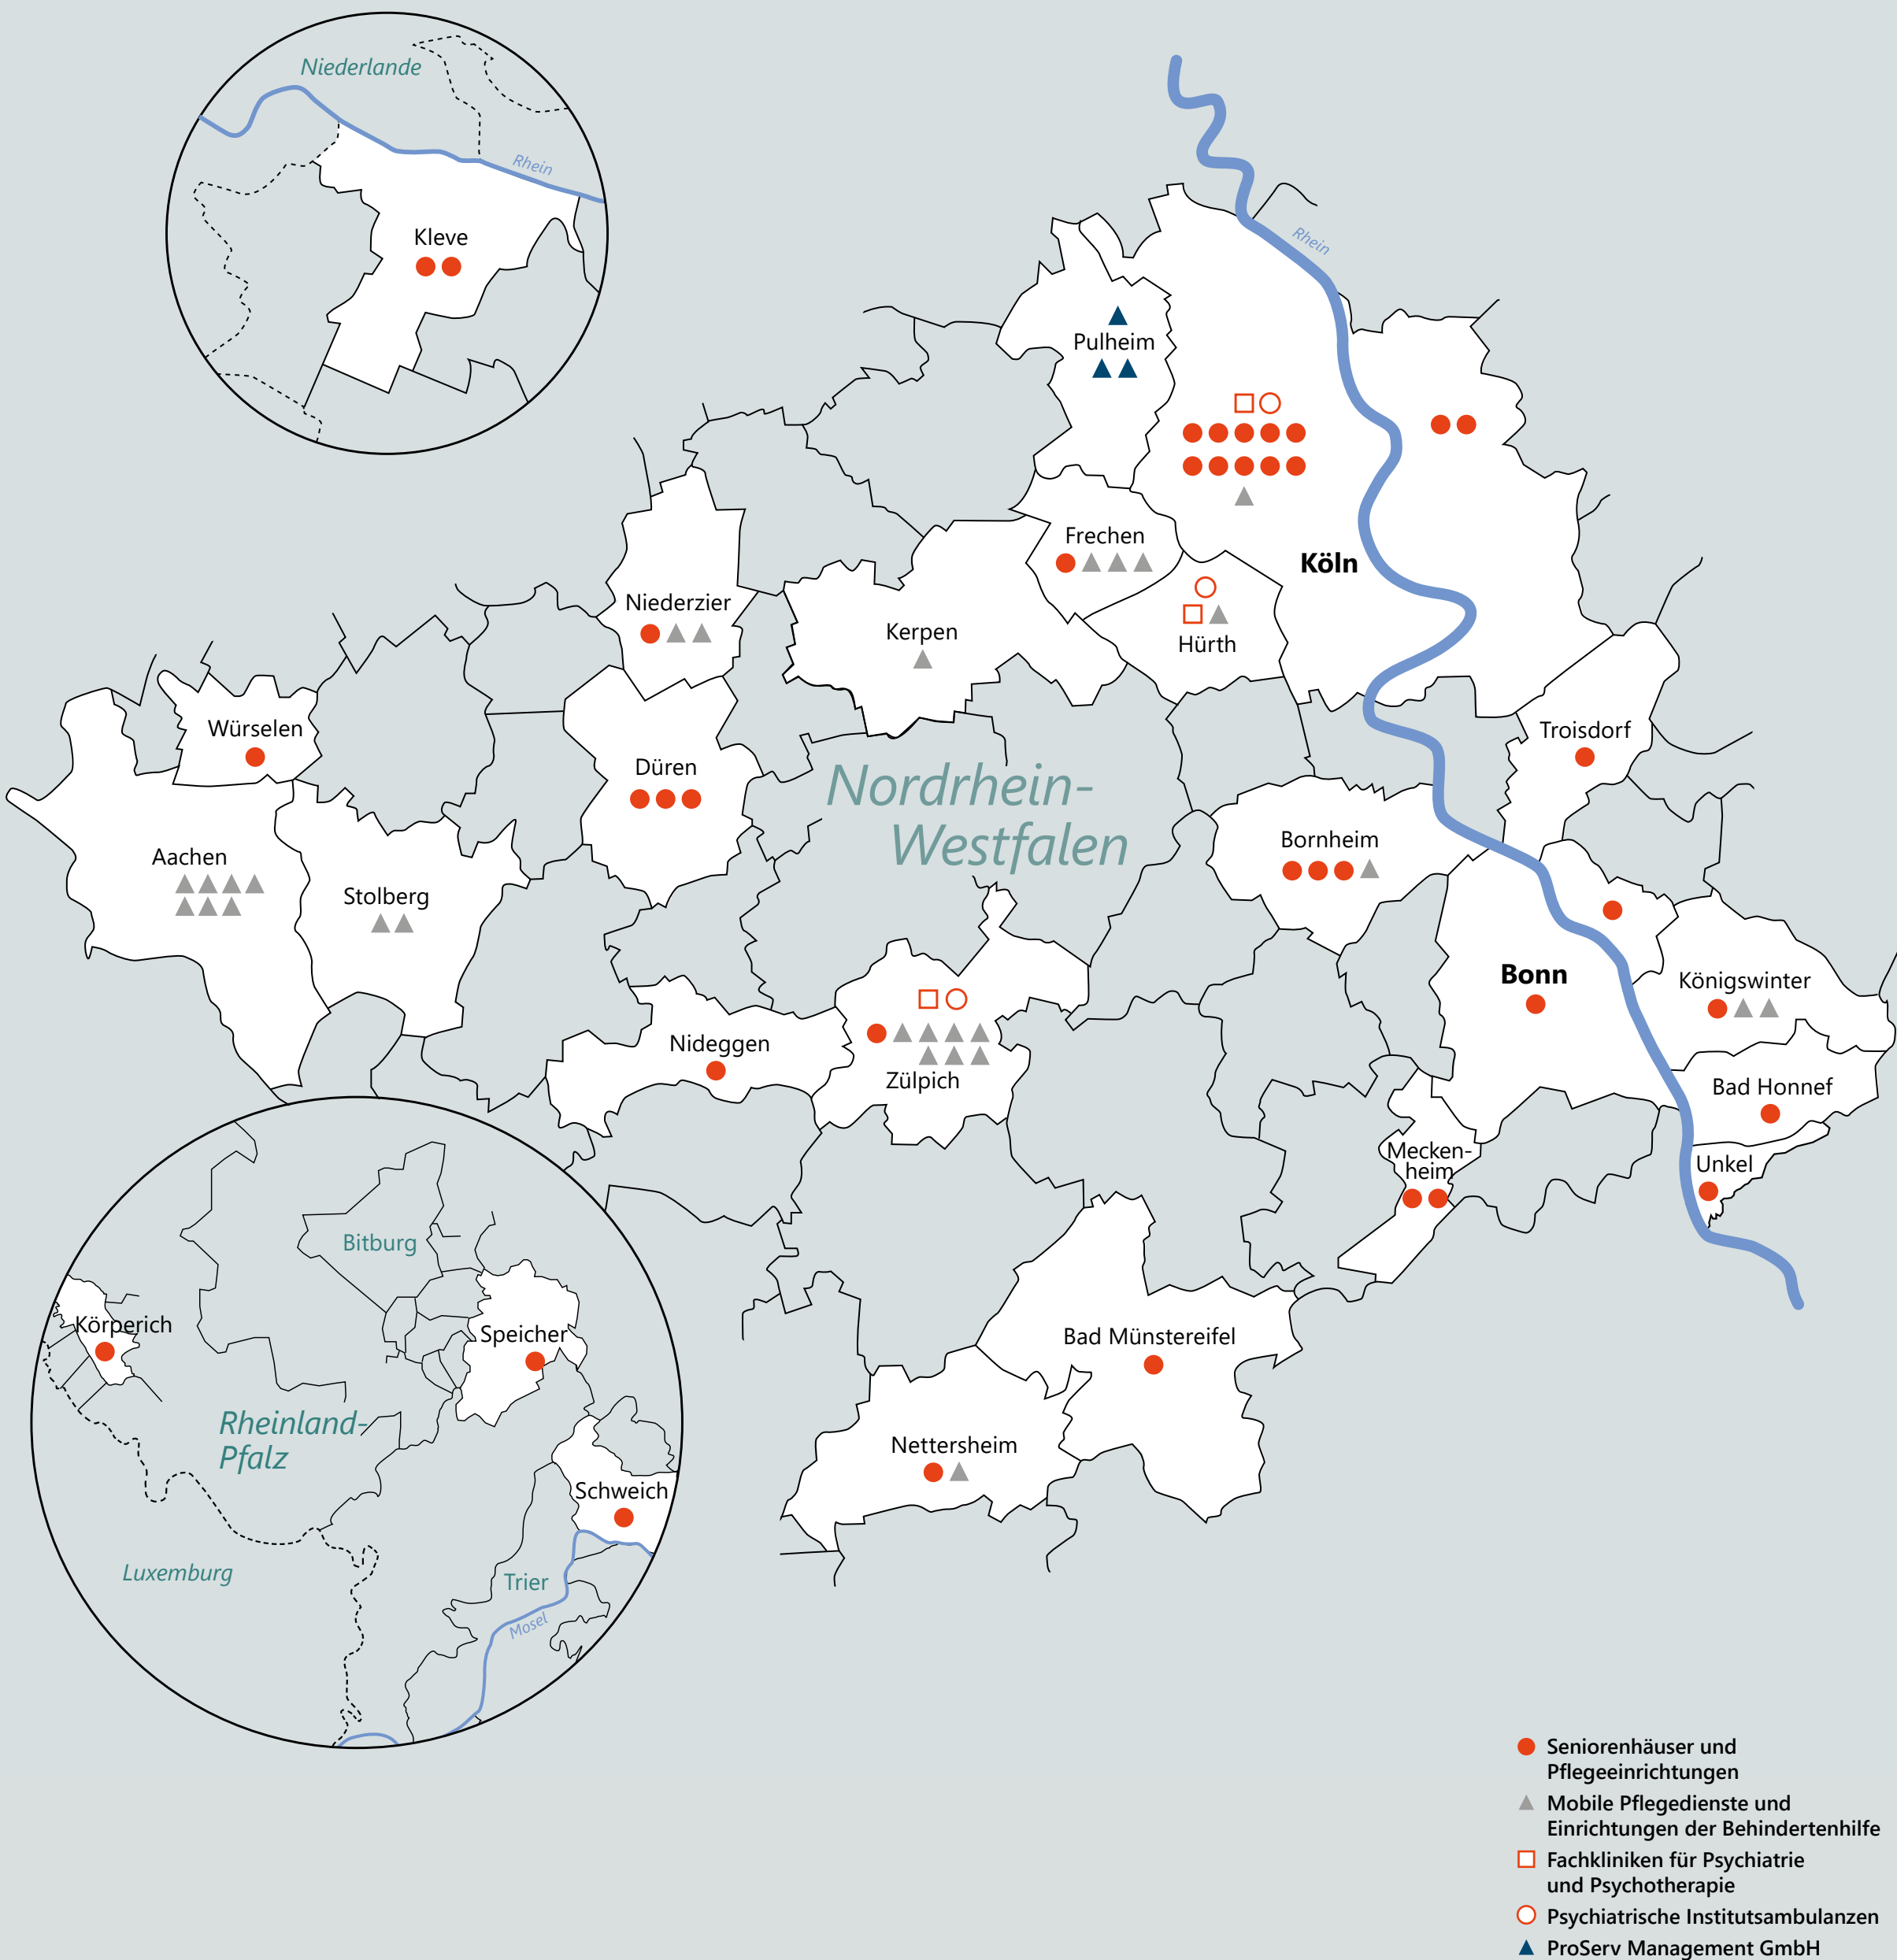 Niederlande
Rhein
Kleve
Rhein
Pulheim
Frechen
Köln
Niederzier
Kerpen
Hürth
Würselen
Troisdorf
Düren
Nordrhein-
Westfalen
Bornheim
Aachen
Stolberg
Bonn
Königswinter
Nideggen
Zülpich
Bad Honnef
Mecken-
heim
Unkel
Bitburg
Körperich
Speicher
Bad Münstereifel
Rheinland-
Pfalz
Nettersheim
Schweich
Luxemburg
Trier
Mosel
Seniorenhäuser und
Pflegeeinrichtungen
Mobile Pflegedienste und
Einrichtungen der Behindertenhilfe
Fachkliniken für Psychiatrie
und Psychotherapie
Psychiatrische Institutsambulanzen
ProServ Management GmbH